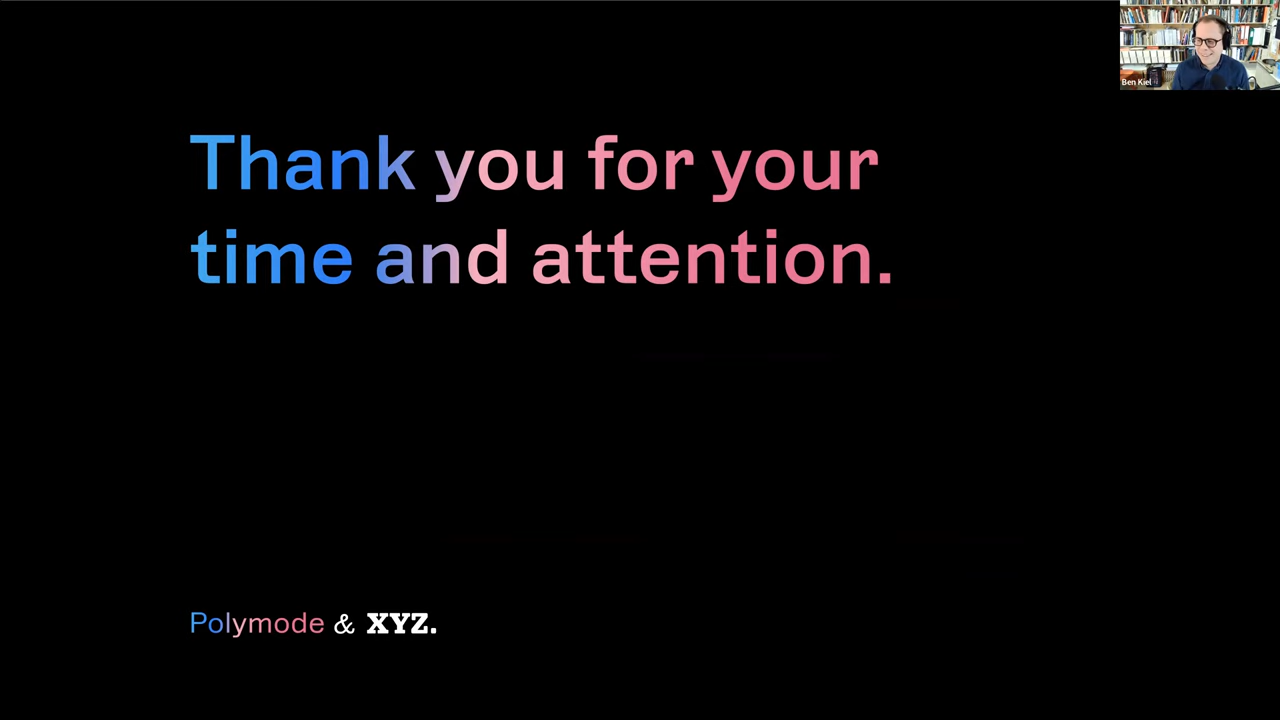 Ben Kiel
Thank you for your
time and attention.
Polymode & XYZ.